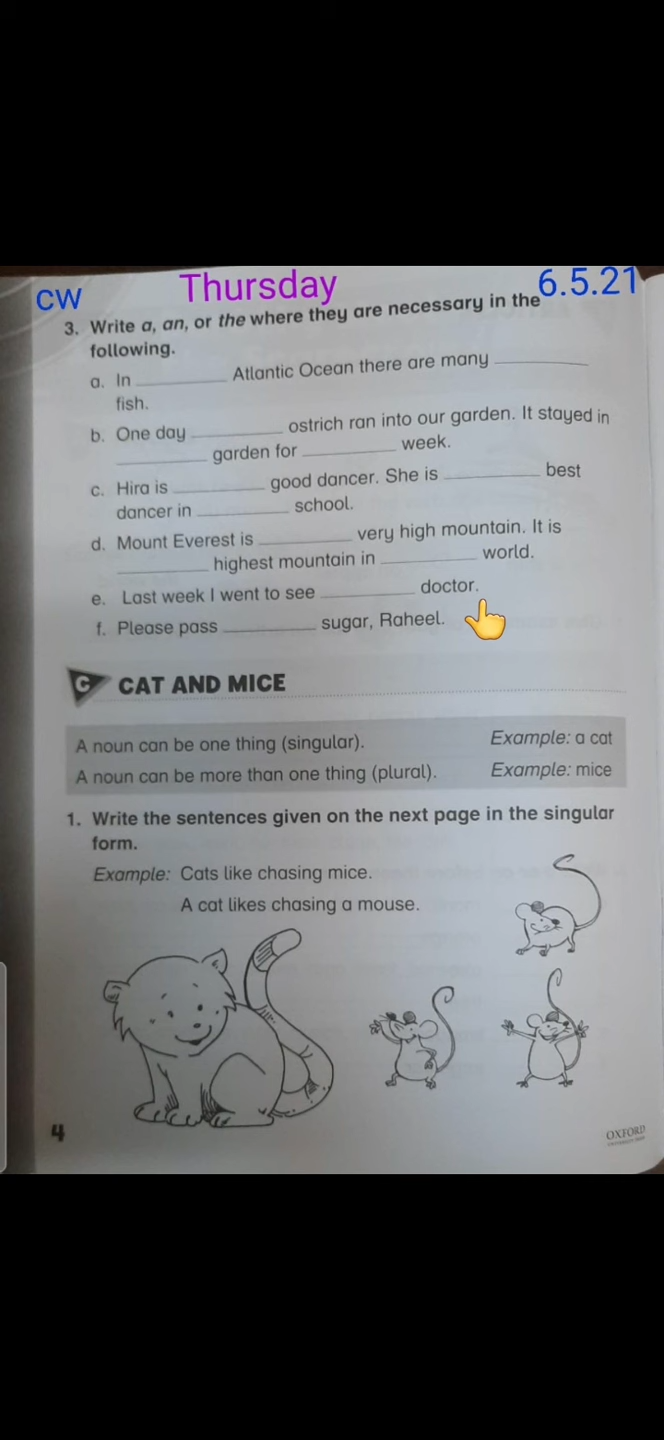 CW Thursday 6.5.21
3. Write a, an, or the where they are necessary in the
following.
a. In __________ Atlantic Ocean there are many __________
fish.
b. One day __________ ostrich ran into our garden. It stayed in
__________ garden for __________ week.
c. Hira is __________ good dancer. She is __________ best
dancer in __________ school.
d. Mount Everest is __________ very high mountain. It is
__________ highest mountain in __________ world.
e. Last week I went to see __________ doctor.
f. Please pass __________ sugar, Raheel.
C CAT AND MICE
A noun can be one thing (singular). Example: a cat
A noun can be more than one thing (plural). Example: mice
1. Write the sentences given on the next page in the singular
form.
Example: Cats like chasing mice.
A cat likes chasing a mouse.
4
OXFORD